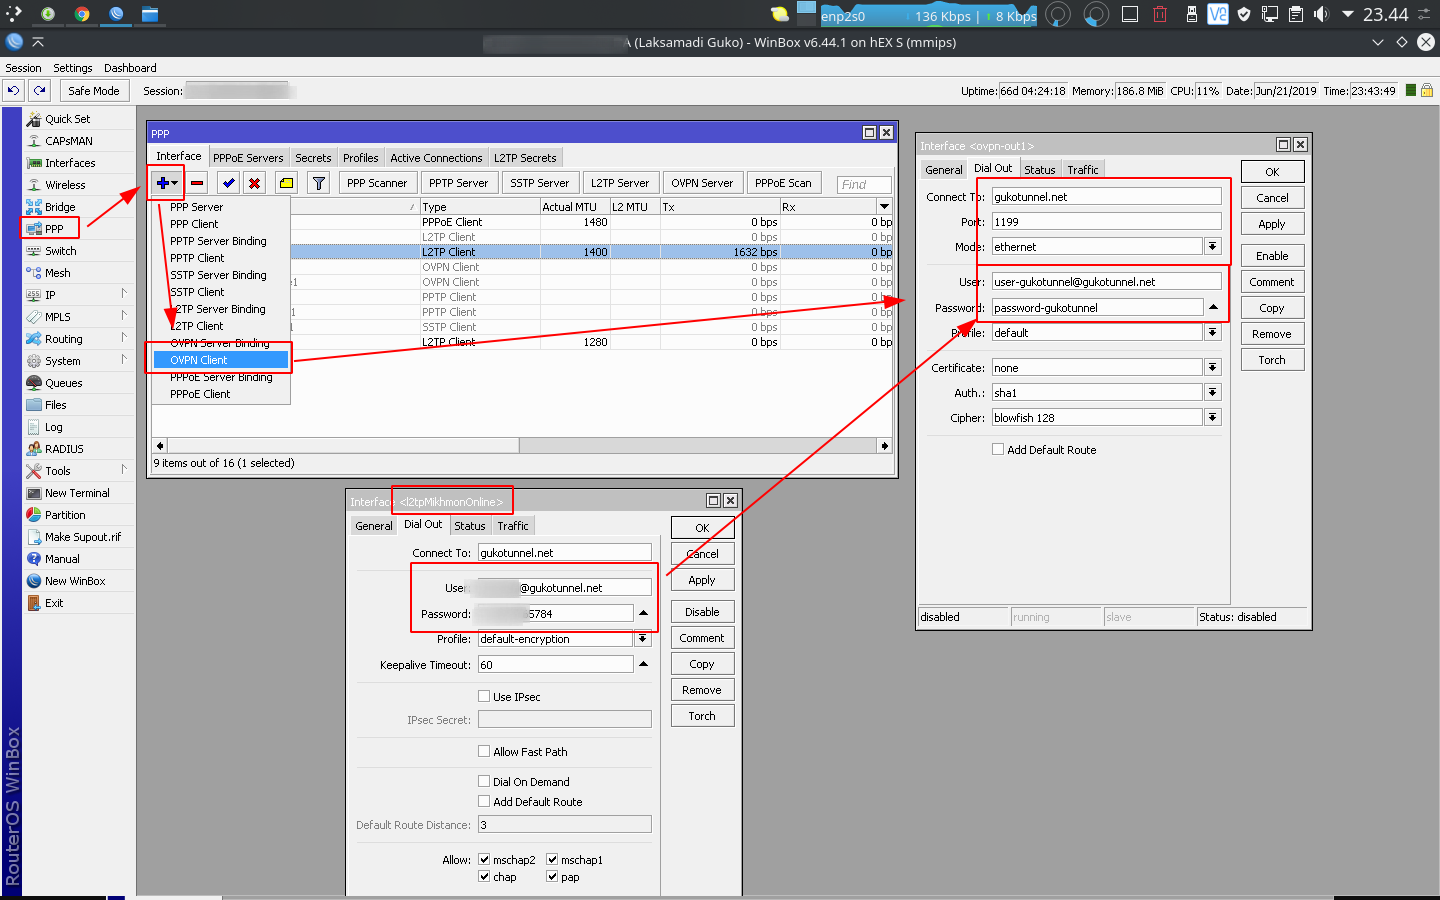 enp2s0 136 Kbps | 8 Kbps 23.44
(Laksamadi Guko) - WinBox v6.44.1 on hEX S (mmips)
Session Settings Dashboard
Safe Mode Session: Uptime: 66d 04:24:18 Memory: 186.8 MiB CPU: 11% Date: Jun/21/2019 Time: 23:43:49
Quick Set
CAPsMAN
Interfaces
Wireless
Bridge
PPP
Switch
Mesh
IP
MPLS
Routing
System
Queues
Files
Log
RADIUS
Tools
New Terminal
Partition
Make Supout.rif
Manual
New WinBox
Exit
RouterOS WinBox
PPP
Interface PPPoE Servers Secrets Profiles Active Connections L2TP Secrets
PPP Scanner PPTP Server SSTP Server L2TP Server OVPN Server PPPoE Scan Find
Type Actual MTU L2 MTU Tx Rx
PPPoE Client 1480 0 bps 0 bp
L2TP Client 0 bps 0 bp
L2TP Client 1400 1632 bps 0 bp
OVPN Client 0 bps 0 bp
e1 OVPN Client 0 bps 0 bp
PPTP Client 0 bps 0 bp
1 PPTP Client 0 bps 0 bp
SSTP Client 0 bps 0 bp
L2TP Client 1280 0 bps 0 bp
PPP Server
PPP Client
PPTP Server Binding
PPTP Client
SSTP Server Binding
SSTP Client
L2TP Server Binding
L2TP Client
OVPN Server Binding
OVPN Client
PPPoE Server Binding
PPPoE Client
9 items out of 16 (1 selected)
Interface <l2tpMikhmonOnline>
General Dial Out Status Traffic
Connect To: gukotunnel.net
User: @gukotunnel.net
Password: 5784
Profile: default-encryption
Keepalive Timeout: 60
Use IPsec
IPsec Secret:
Allow Fast Path
Dial On Demand
Add Default Route
Default Route Distance: 3
Allow: mschap2 mschap1
chap pap
OK
Cancel
Apply
Disable
Comment
Copy
Remove
Torch
Interface <ovpn-out1>
General Dial Out Status Traffic
Connect To: gukotunnel.net
Port: 1199
Mode: ethernet
User: user-gukotunnel@gukotunnel.net
Password: password-gukotunnel
Profile: default
Certificate: none
Auth.: sha1
Cipher: blowfish 128
Add Default Route
OK
Cancel
Apply
Enable
Comment
Copy
Remove
Torch
disabled running slave Status: disabled